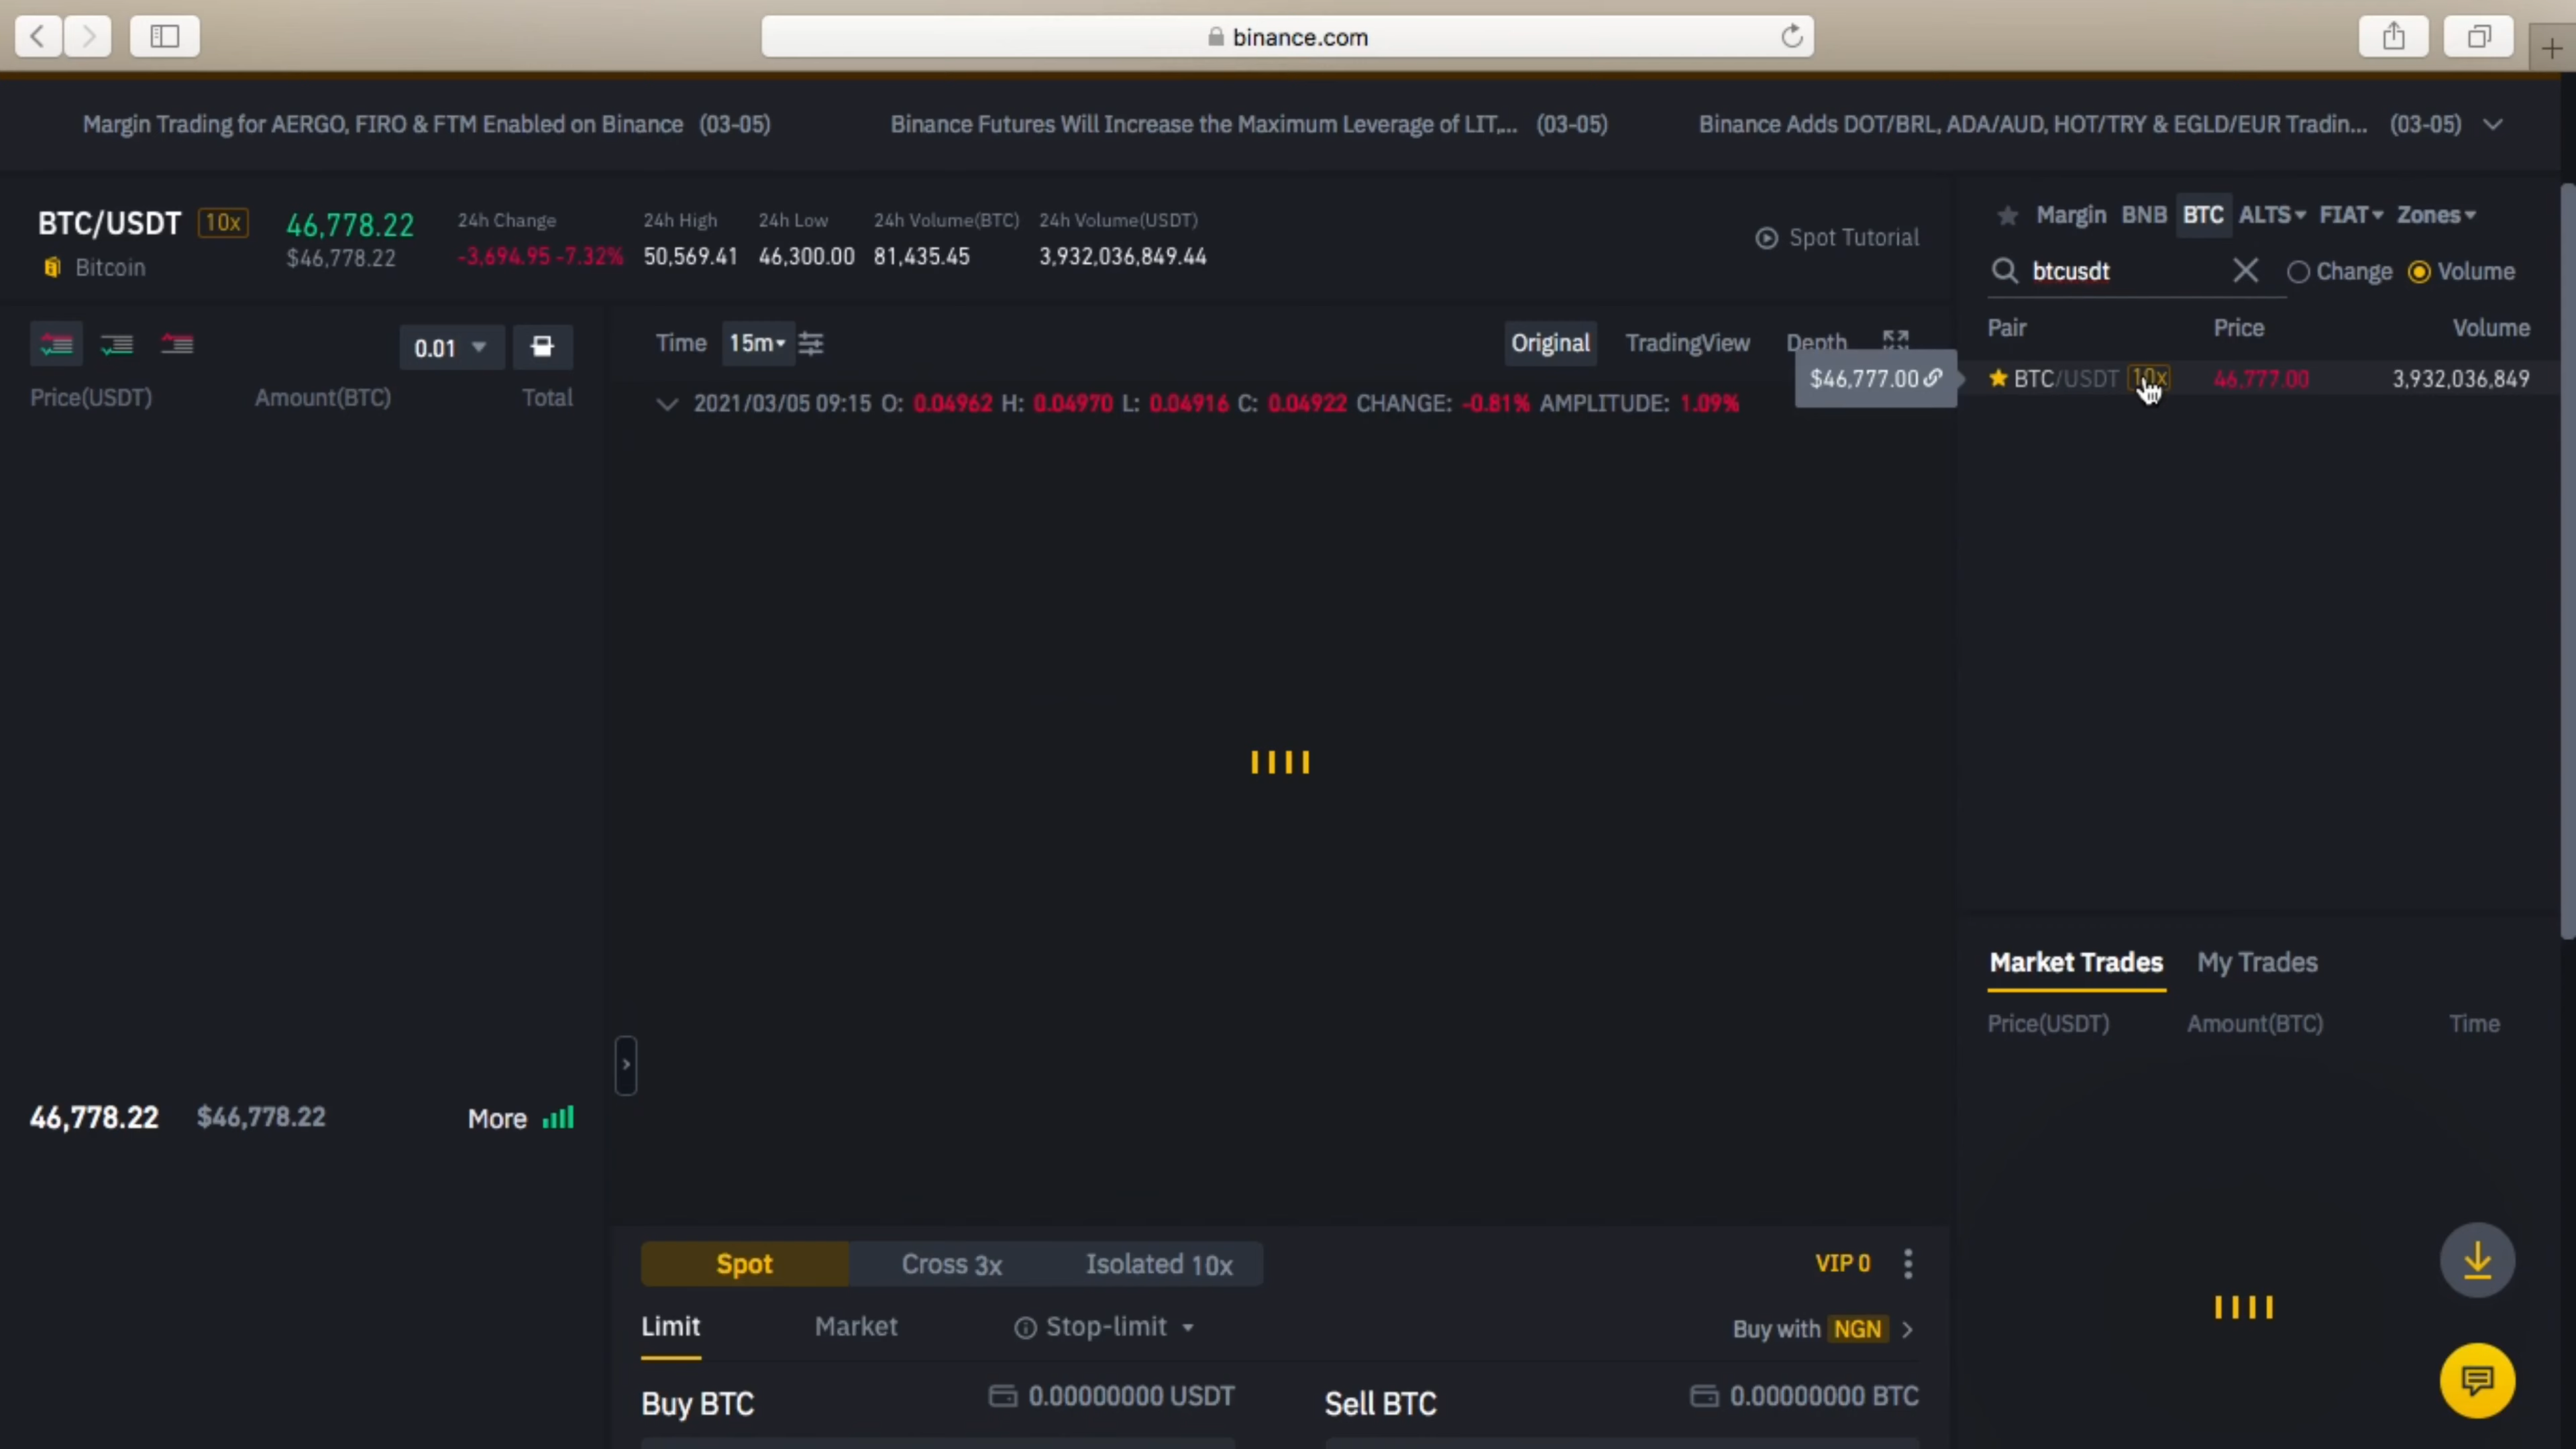 binance.com
Margin Trading for AERGO, FIRO & FTM Enabled on Binance (03-05)
Binance Futures Will Increase the Maximum Leverage of LIT,... (03-05)
Binance Adds DOT/BRL, ADA/AUD, HOT/TRY & EGLD/EUR Tradin... (03-05)
BTC/USDT 10x
Bitcoin
46,778.22
$46,778.22
24h Change
-3,694.95 -7.32%
24h High
50,569.41
24h Low
46,300.00
24h Volume(BTC)
81,435.45
24h Volume(USDT)
3,932,036,849.44
Spot Tutorial
Margin BNB BTC ALTS FIAT Zones
btcusdt Change Volume
Pair Price Volume
BTC/USDT 10x 46,777.00 3,932,036,849
$46,777.00
0.01
Price(USDT) Amount(BTC) Total
Time 15m Original TradingView Depth
2021/03/05 09:15 O: 0.04962 H: 0.04970 L: 0.04916 C: 0.04922 CHANGE: -0.81% AMPLITUDE: 1.09%
46,778.22 $46,778.22 More
Market Trades My Trades
Price(USDT) Amount(BTC) Time
Spot Cross 3x Isolated 10x VIP 0
Limit Market Stop-limit Buy with NGN
Buy BTC 0.00000000 USDT Sell BTC 0.00000000 BTC